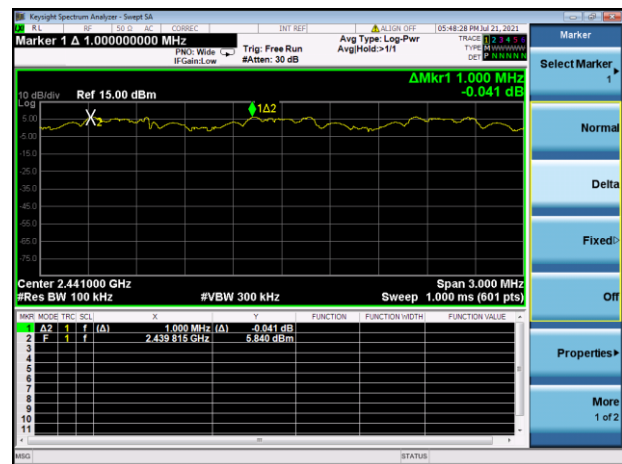 Keysight Spectrum Analyzer - Swept SA
RL RF 50 Ω AC CORREC INT REF ALIGN OFF 05:48:28 PM Jul 21, 2021
Marker 1 Δ 1.000000000 MHz
PNO: Wide
IFGain:Low
Trig: Free Run
#Atten: 30 dB
Avg Type: Log-Pwr
Avg|Hold:>1/1
TRACE 1 2 3 4 5 6
TYPE M WWWWW
DET P N N N N N
ΔMkr1 1.000 MHz
-0.041 dB
10 dB/div Ref 15.00 dBm
Log
5.00
-5.00
-15.0
-25.0
-35.0
-45.0
-55.0
-65.0
-75.0
1Δ2
X2
Center 2.441000 GHz Span 3.000 MHz
#Res BW 100 kHz #VBW 300 kHz Sweep 1.000 ms (601 pts)
MKR MODE TRC SCL X Y FUNCTION FUNCTION WIDTH FUNCTION VALUE
1 Δ2 1 f (Δ) 1.000 MHz (Δ) -0.041 dB
2 F 1 f 2.439 815 GHz 5.840 dBm
3
4
5
6
7
8
9
10
11
MSG STATUS
Marker
Select Marker
1
Normal
Delta
Fixed
Off
Properties
More
1 of 2